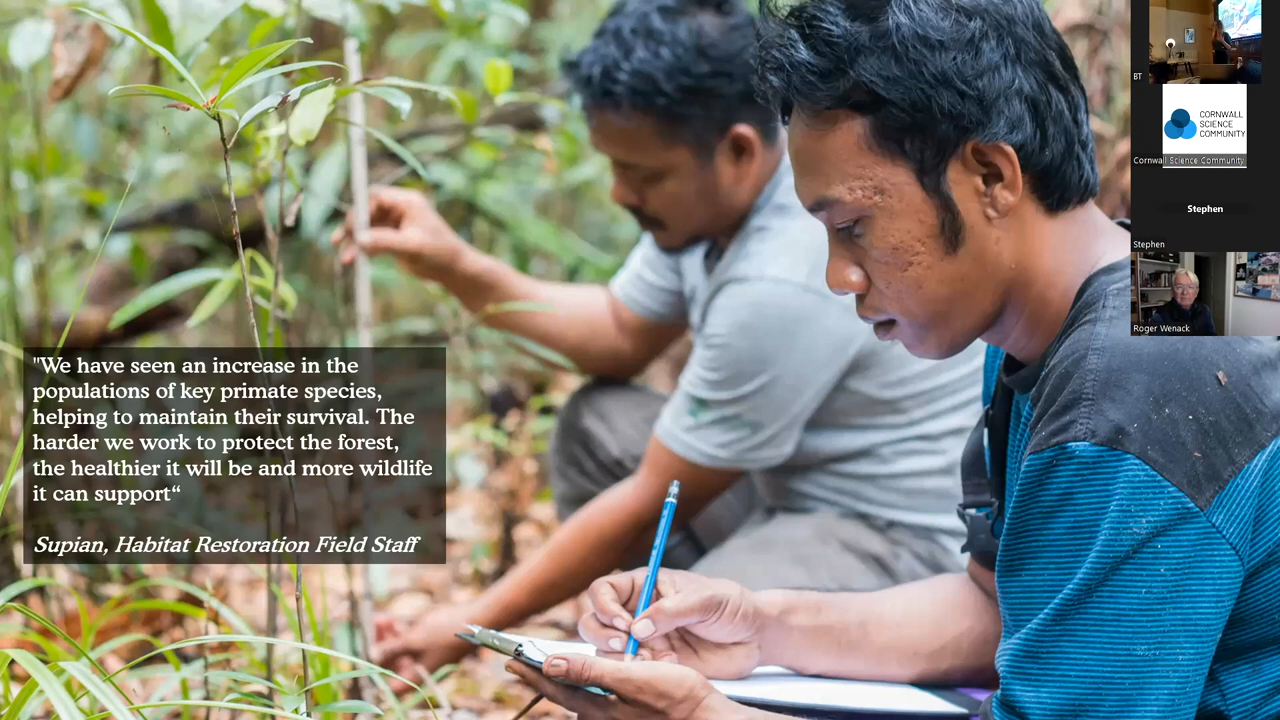 "We have seen an increase in the
populations of key primate species,
helping to maintain their survival. The
harder we work to protect the forest,
the healthier it will be and more wildlife
it can support“
Supian, Habitat Restoration Field Staff
BT
CORNWALL
SCIENCE
COMMUNITY
Cornwall Science Community
Stephen
Stephen
Roger Wenack